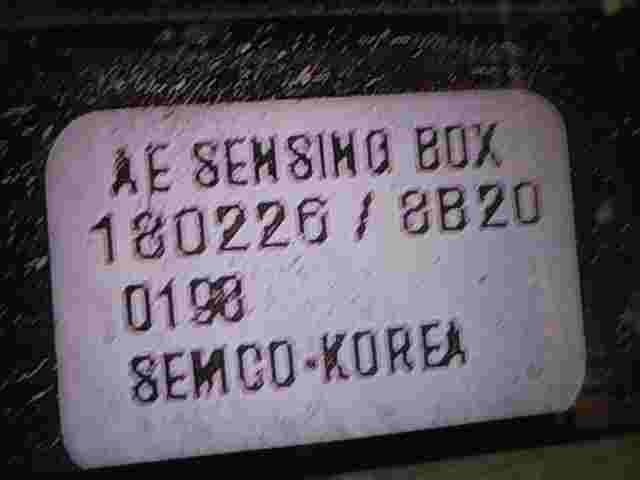 AE SENSING BOX
180226 / 8B20
0198
SEMCO-KOREA